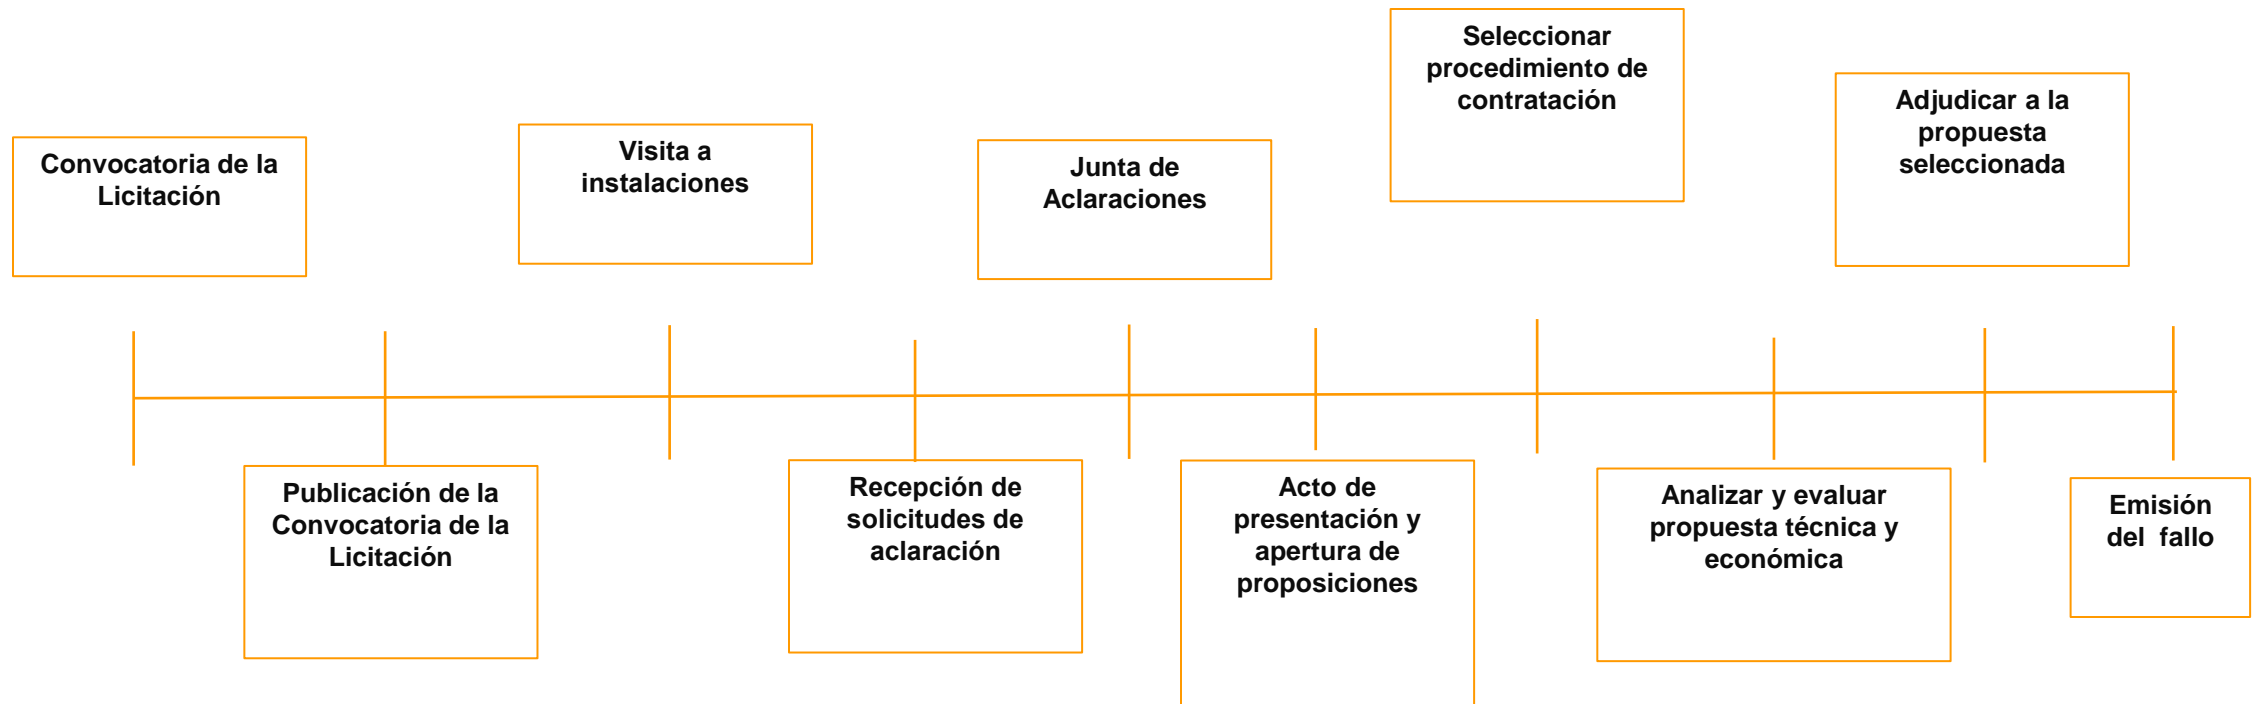 Convocatoria de la
Licitación
Publicación de la
Convocatoria de la
Licitación
Visita a
instalaciones
Recepción de
solicitudes de
aclaración
Junta de
Aclaraciones
Acto de
presentación y
apertura de
proposiciones
Seleccionar
procedimiento de
contratación
Analizar y evaluar
propuesta técnica y
económica
Adjudicar a la
propuesta
seleccionada
Emisión
del  fallo